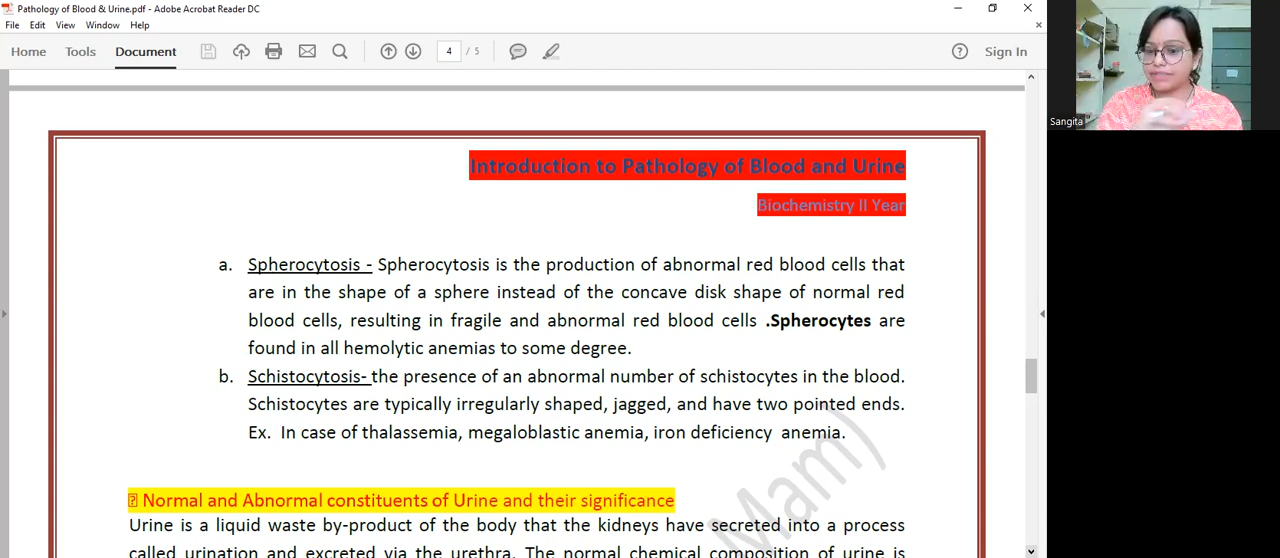 Pathology of Blood & Urine.pdf - Adobe Acrobat Reader DC
File Edit View Window Help
Home Tools Document 4 / 5 Sign In
Sangita
Introduction to Pathology of Blood and Urine
Biochemistry II Year
a. Spherocytosis - Spherocytosis is the production of abnormal red blood cells that
are in the shape of a sphere instead of the concave disk shape of normal red
blood cells, resulting in fragile and abnormal red blood cells .Spherocytes are
found in all hemolytic anemias to some degree.
b. Schistocytosis- the presence of an abnormal number of schistocytes in the blood.
Schistocytes are typically irregularly shaped, jagged, and have two pointed ends.
Ex. In case of thalassemia, megaloblastic anemia, iron deficiency anemia.
Mam)
Normal and Abnormal constituents of Urine and their significance
Urine is a liquid waste by-product of the body that the kidneys have secreted into a process
called urination and excreted via the urethra. The normal chemical composition of urine is